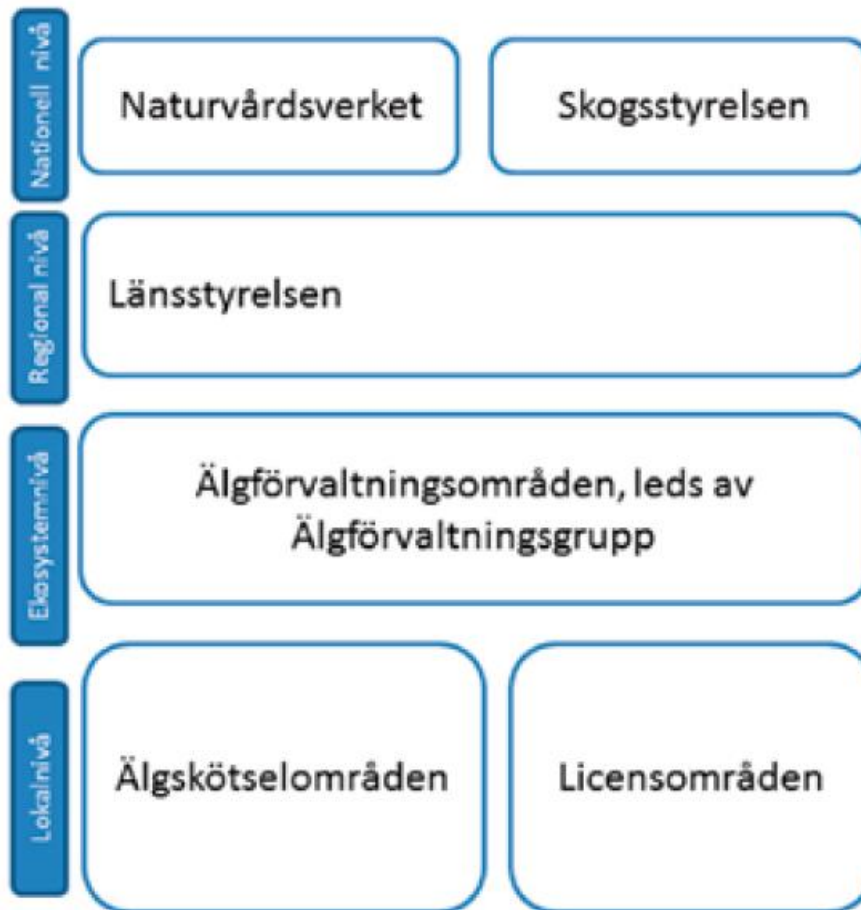 Nationell nivå
Naturvårdsverket
Skogsstyrelsen
Regional nivå
Länsstyrelsen
Ekosystemnivå
Älgförvaltningsområden, leds av
Älgförvaltningsgrupp
Lokalnivå
Älgskötselområden
Licensområden